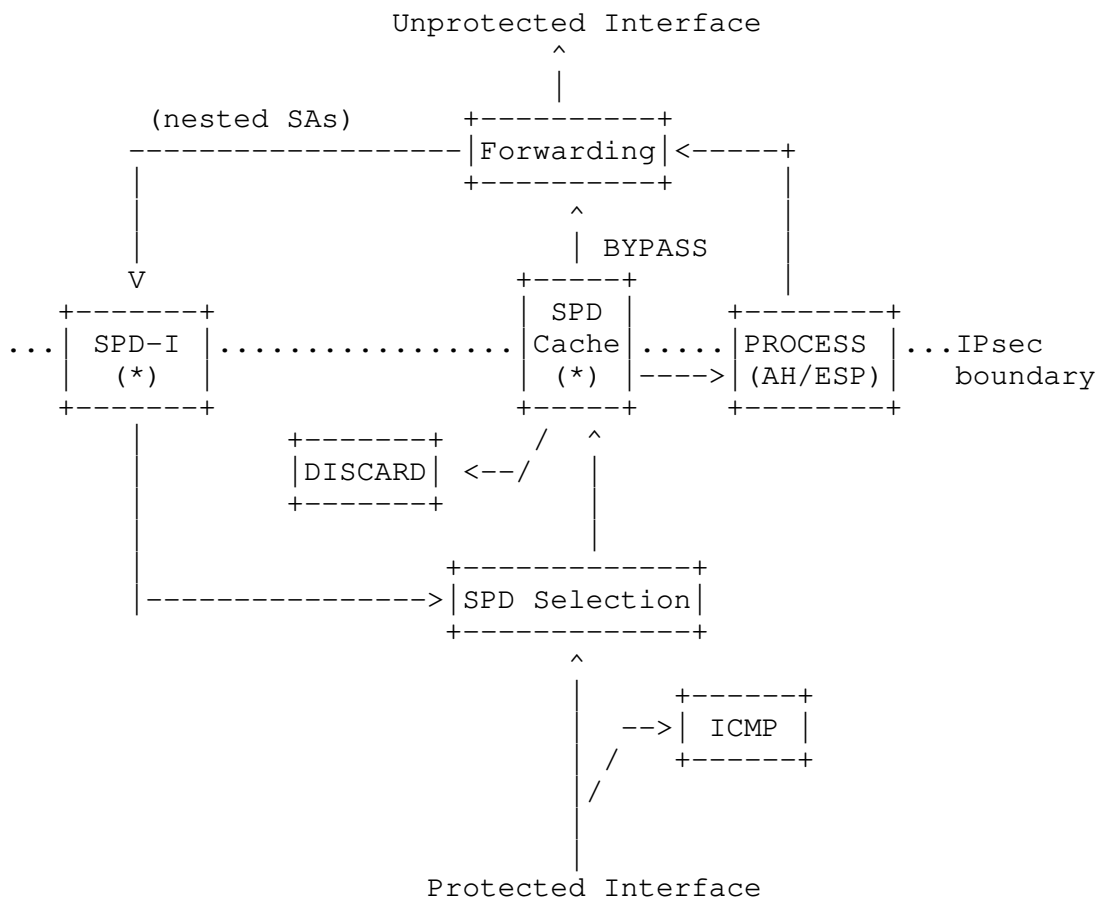 Unprotected Interface
(nested SAs)
Forwarding
BYPASS
SPD
... SPD-I ................. Cache ..... PROCESS ...IPsec
(*) (*) (AH/ESP) boundary
DISCARD
SPD Selection
ICMP
Protected Interface